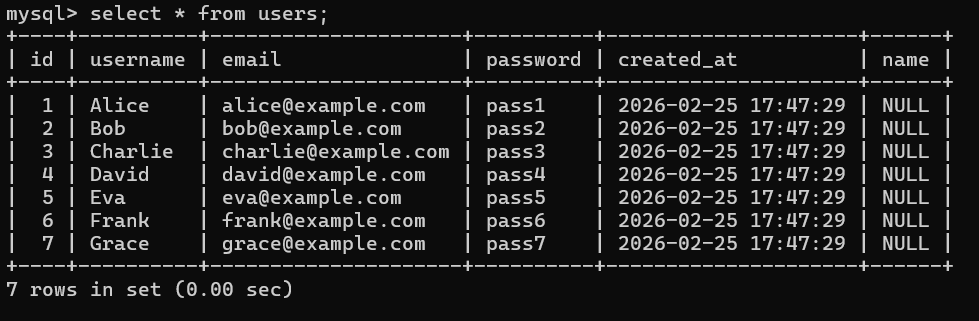 mysql> select * from users;
+----+----------+---------------------+----------+---------------------+------+
| id | username | email               | password | created_at          | name |
+----+----------+---------------------+----------+---------------------+------+
|  1 | Alice    | alice@example.com   | pass1    | 2026-02-25 17:47:29 | NULL |
|  2 | Bob      | bob@example.com     | pass2    | 2026-02-25 17:47:29 | NULL |
|  3 | Charlie  | charlie@example.com | pass3    | 2026-02-25 17:47:29 | NULL |
|  4 | David    | david@example.com   | pass4    | 2026-02-25 17:47:29 | NULL |
|  5 | Eva      | eva@example.com     | pass5    | 2026-02-25 17:47:29 | NULL |
|  6 | Frank    | frank@example.com   | pass6    | 2026-02-25 17:47:29 | NULL |
|  7 | Grace    | grace@example.com   | pass7    | 2026-02-25 17:47:29 | NULL |
+----+----------+---------------------+----------+---------------------+------+
7 rows in set (0.00 sec)